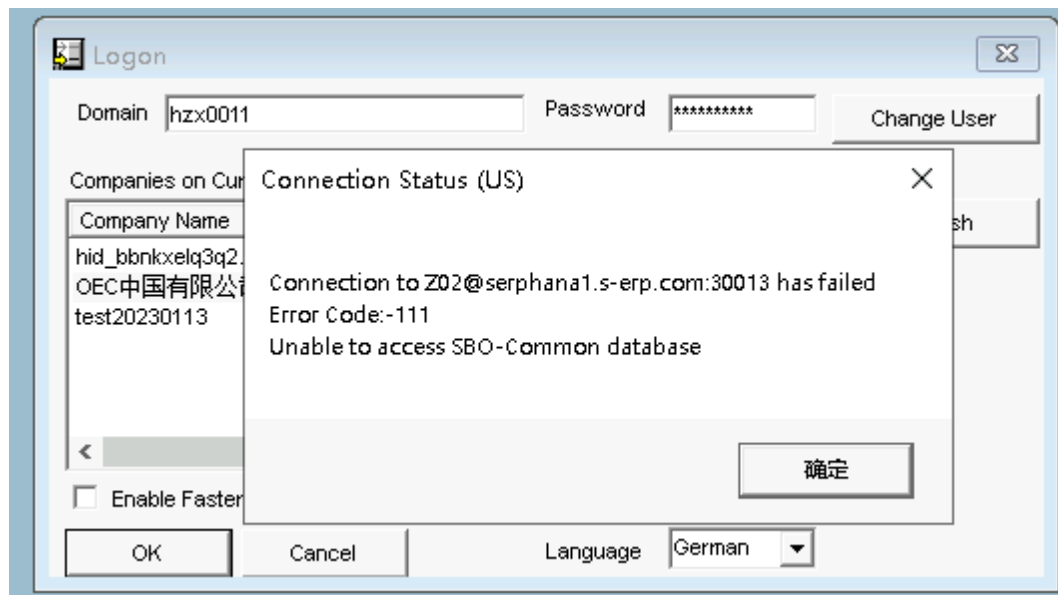 Logon
Domain hzx0011 Password ********** Change User
Companies on Cur
Connection Status (US)
Company Name
sh
hid_bbnkxelq3q2.
OEC中国有限公司
test20230113
Connection to Z02@serphana1.s-erp.com:30013 has failed
Error Code:-111
Unable to access SBO-Common database
确定
Enable Faster
OK Cancel Language German